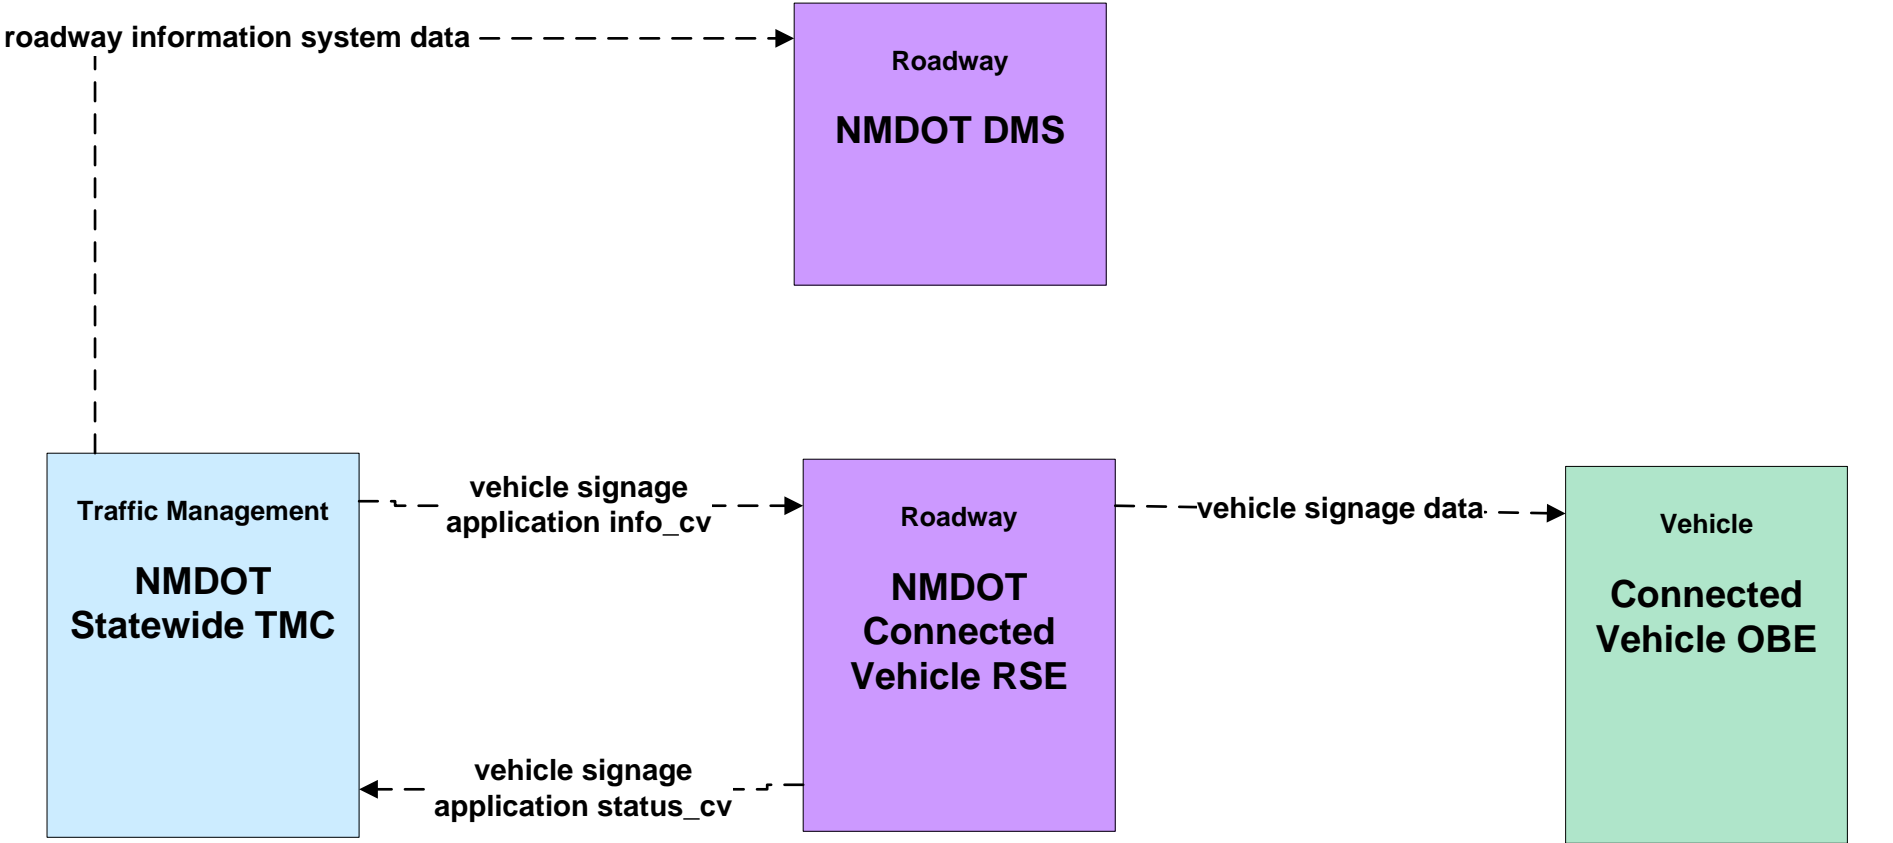 roadway information system data
Roadway
NMDOT DMS
Traffic Management
NMDOT
Statewide TMC
vehicle signage
application info_cv
Roadway
NMDOT
Connected
Vehicle RSE
vehicle signage data
Vehicle
Connected
Vehicle OBE
vehicle signage
application status_cv